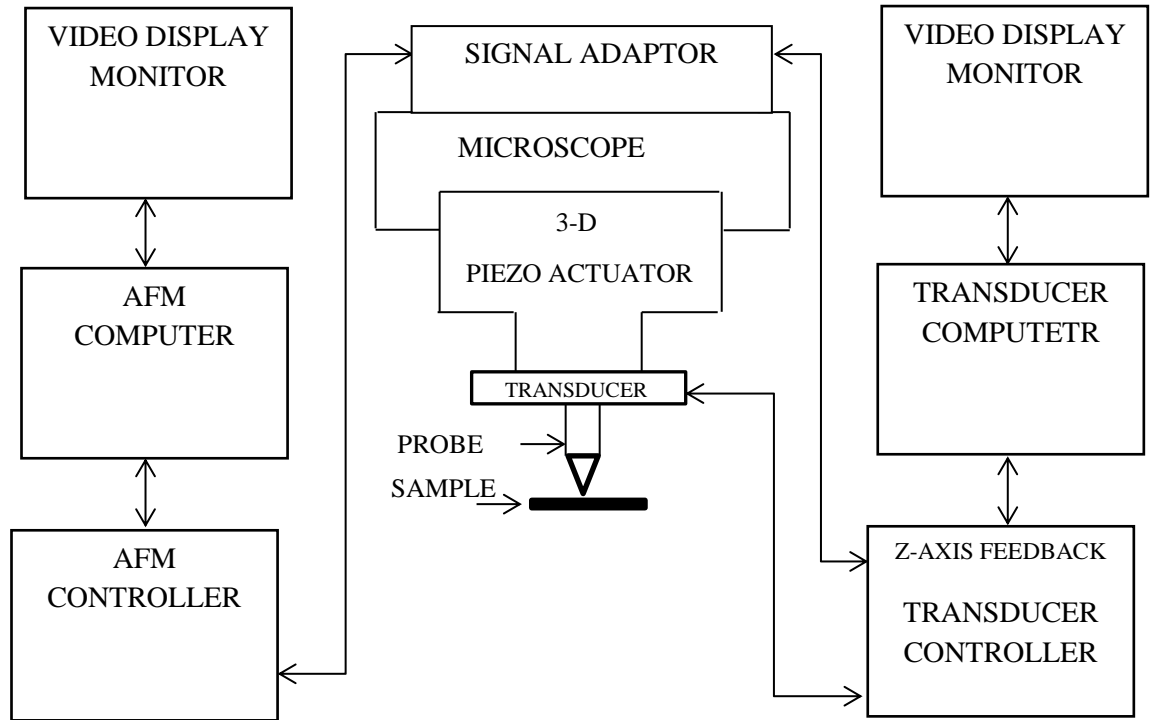 VIDEO DISPLAY
MONITOR
AFM
COMPUTER
AFM
CONTROLLER
SIGNAL ADAPTOR
MICROSCOPE
3-D
PIEZO ACTUATOR
TRANSDUCER
PROBE
SAMPLE
VIDEO DISPLAY
MONITOR
TRANSDUCER
COMPUTETR
Z-AXIS FEEDBACK
TRANSDUCER
CONTROLLER